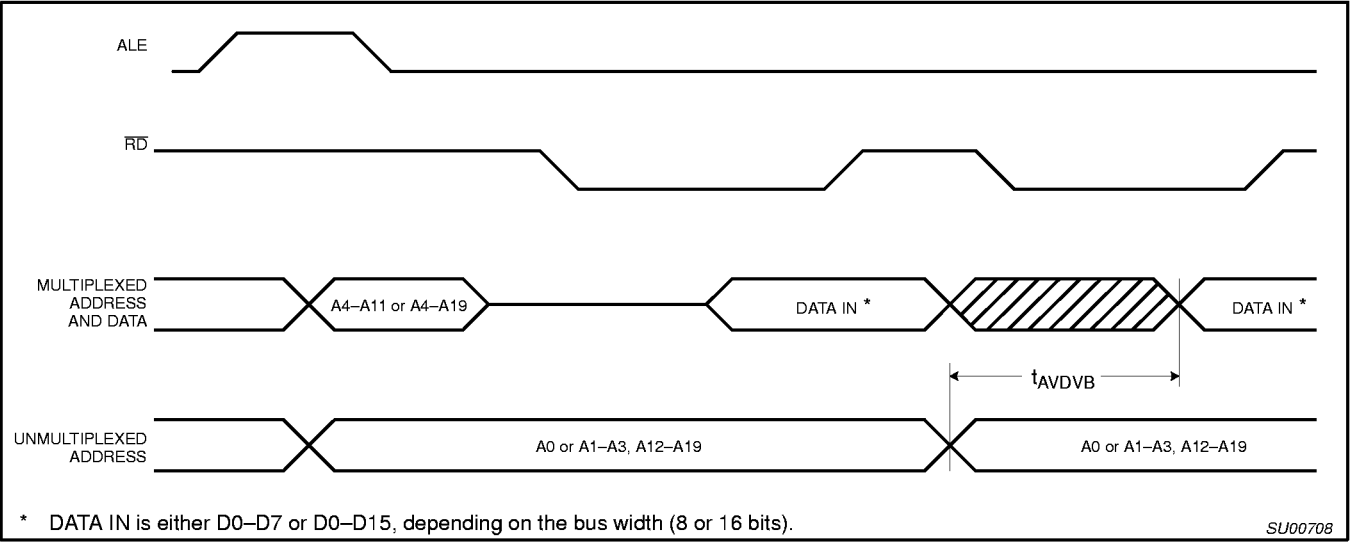 ALE
RD
MULTIPLEXED
ADDRESS
AND DATA
A4–A11 or A4–A19
DATA IN *
DATA IN *
tAVDVB
UNMULTIPLEXED
ADDRESS
A0 or A1–A3, A12–A19
A0 or A1–A3, A12–A19
* DATA IN is either D0–D7 or D0–D15, depending on the bus width (8 or 16 bits).
SU00708